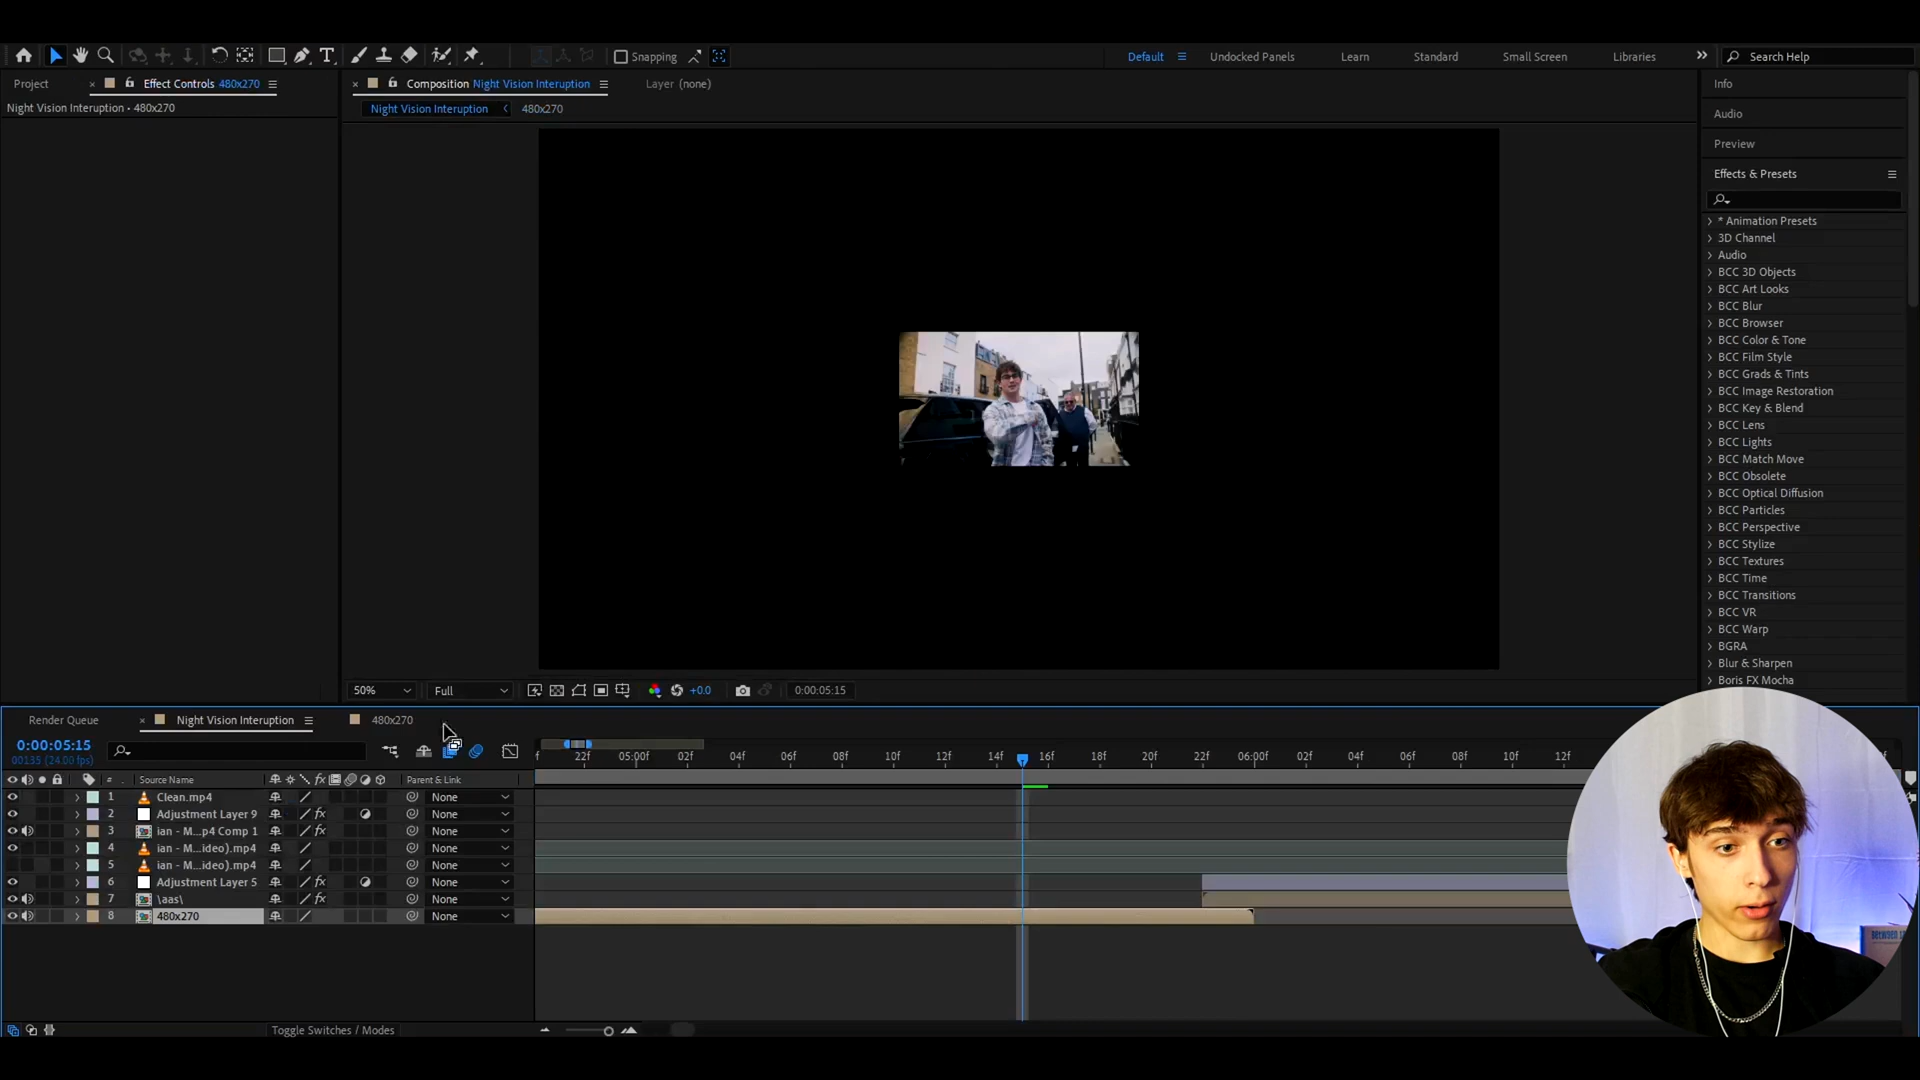 Snapping
Default
Undocked Panels
Learn
Standard
Small Screen
Libraries
Search Help
Project
Effect Controls 480x270
Composition Night Vision Interuption
Layer (none)
Info
Night Vision Interuption • 480x270
Night Vision Interuption
480x270
Audio
Preview
Effects & Presets
* Animation Presets
3D Channel
Audio
BCC 3D Objects
BCC Art Looks
BCC Blur
BCC Browser
BCC Color & Tone
BCC Film Style
BCC Grads & Tints
BCC Image Restoration
BCC Key & Blend
BCC Lens
BCC Lights
BCC Match Move
BCC Obsolete
BCC Optical Diffusion
BCC Particles
BCC Perspective
BCC Stylize
BCC Textures
BCC Time
BCC Transitions
BCC VR
BCC Warp
BGRA
Blur & Sharpen
Boris FX Mocha
50%
Full
+0.0
0:00:05:15
Render Queue
Night Vision Interuption
480x270
0:00:05:15
00135 (24.00 fps)
f 22f 05:00f 02f 04f 06f 08f 10f 12f 14f 16f 18f 20f 22f 06:00f 02f 04f 06f 08f 10f 12f
# Source Name
Parent & Link
1 Clean.mp4 None
2 Adjustment Layer 9 None
3 ian - M...p4 Comp 1 None
4 ian - M...ideo).mp4 None
5 ian - M...ideo).mp4 None
6 Adjustment Layer 5 None
7 \aas\ None
8 480x270 None
Toggle Switches / Modes